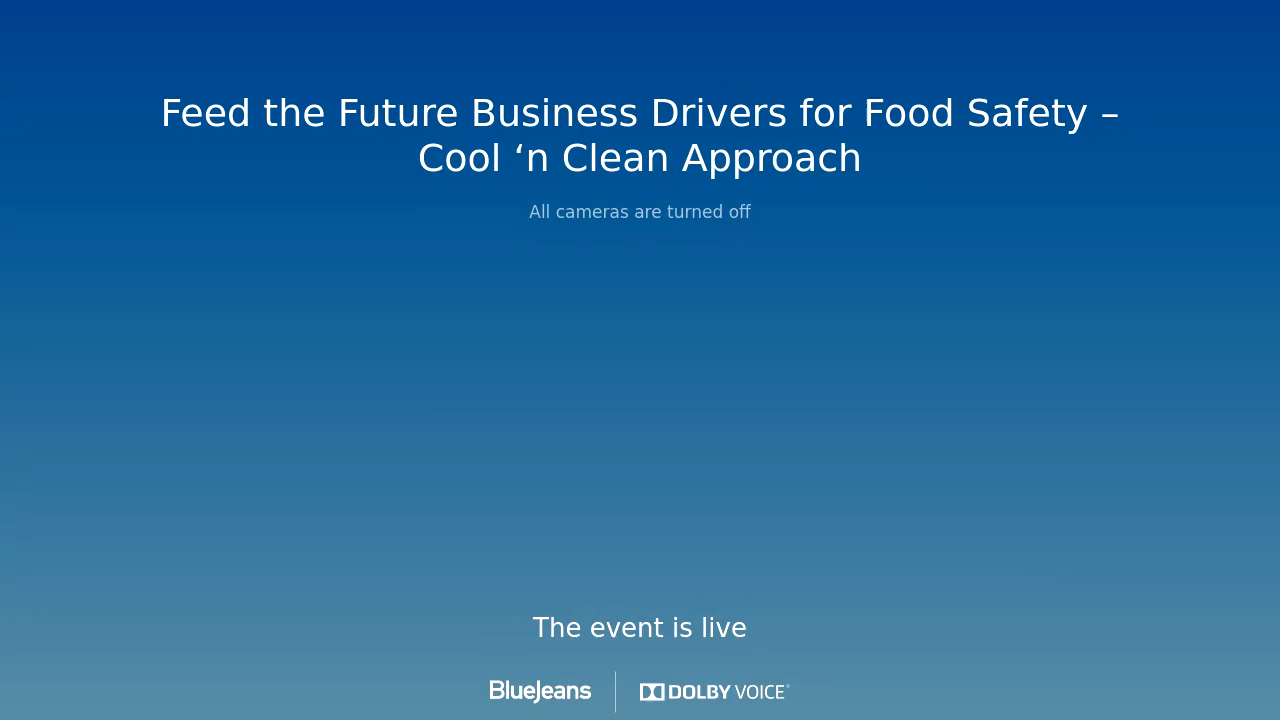 Feed the Future Business Drivers for Food Safety –
Cool ‘n Clean Approach
All cameras are turned off
The event is live
BlueJeans
DOLBY VOICE®